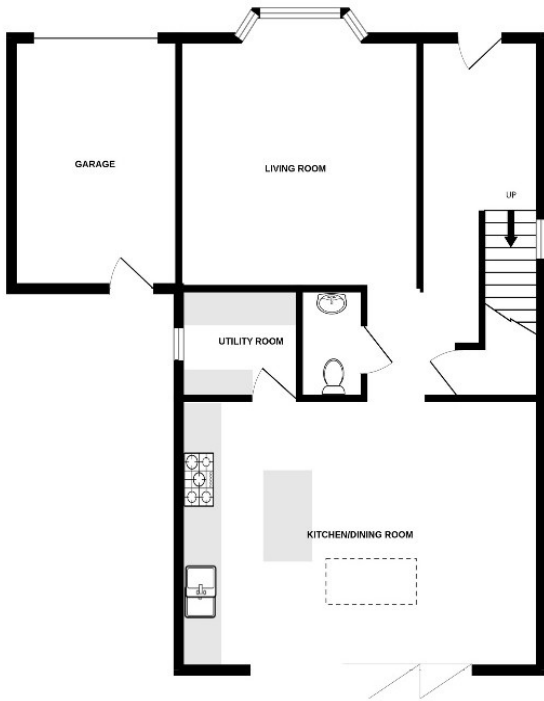 GARAGE
LIVING ROOM
UP
UTILITY ROOM
KITCHEN/DINING ROOM